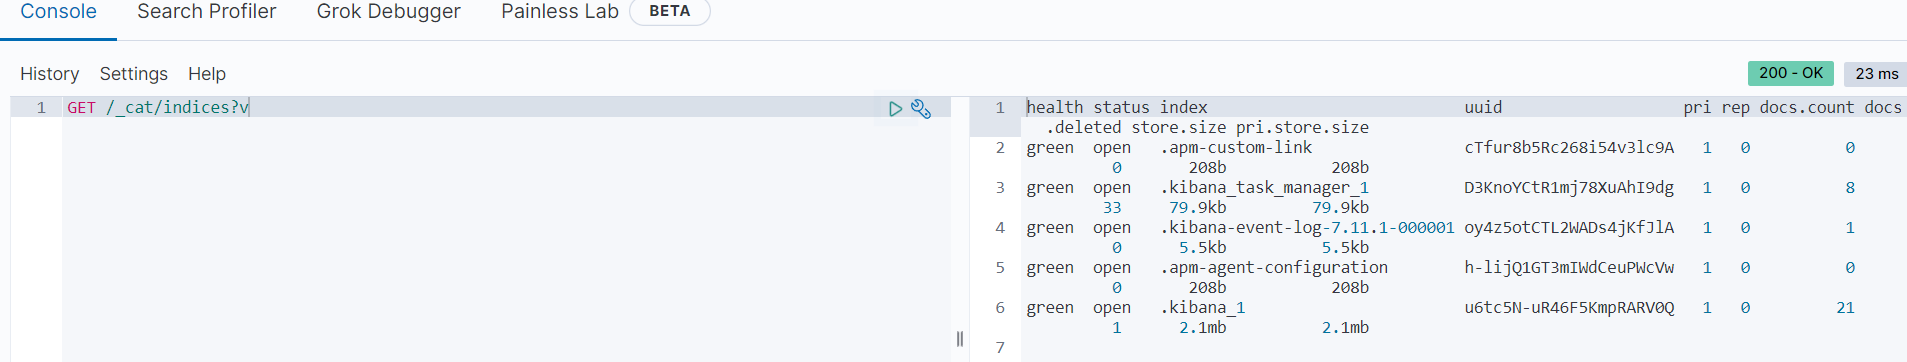 Console Search Profiler Grok Debugger Painless Lab BETA
History Settings Help
200 - OK 23 ms
1 GET /_cat/indices?v
1 health status index uuid pri rep docs.count docs
.deleted store.size pri.store.size
2 green open .apm-custom-link cTfur8b5Rc268i54v3lc9A 1 0 0
0 208b 208b
3 green open .kibana_task_manager_1 D3KnoYCtR1mj78XuAhI9dg 1 0 8
33 79.9kb 79.9kb
4 green open .kibana-event-log-7.11.1-000001 oy4z5otCTL2WADs4jKfJlA 1 0 1
0 5.5kb 5.5kb
5 green open .apm-agent-configuration h-lijQ1GT3mIWdCeuPWcVw 1 0 0
0 208b 208b
6 green open .kibana_1 u6tc5N-uR46F5KmpRARV0Q 1 0 21
1 2.1mb 2.1mb
7